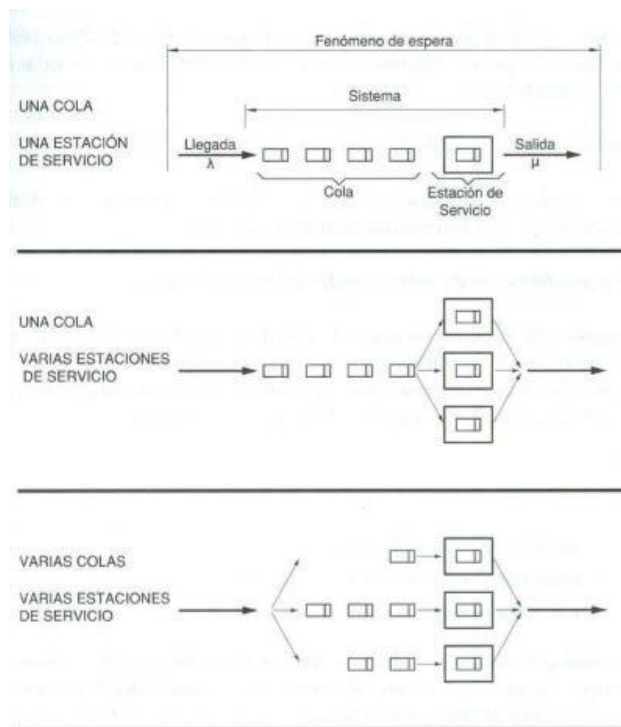 Fenómeno de espera
Sistema
UNA COLA
UNA ESTACIÓN
DE SERVICIO
Llegada
λ
Salida
μ
Cola
Estación de
Servicio
UNA COLA
VARIAS ESTACIONES
DE SERVICIO
VARIAS COLAS
VARIAS ESTACIONES
DE SERVICIO